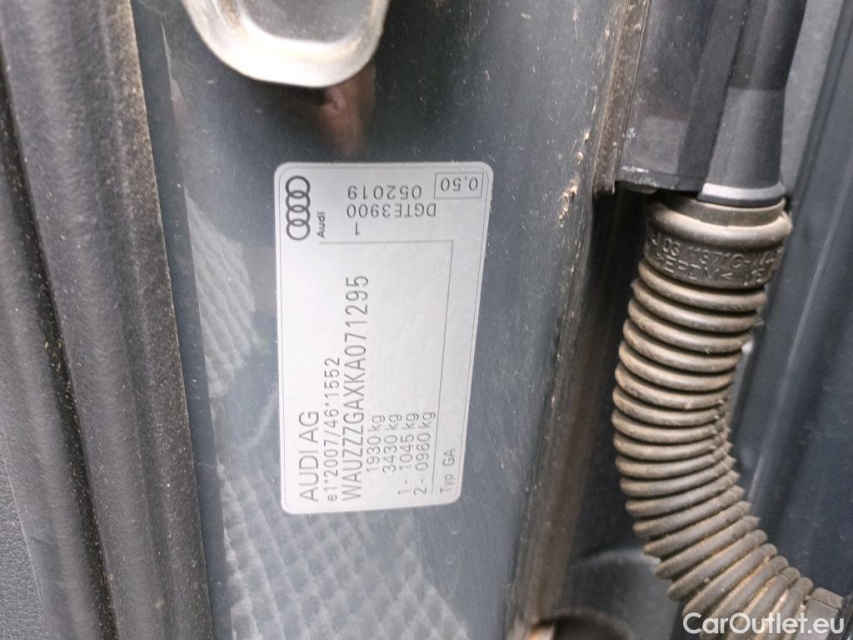 AUDI AG
e1*2007/46*1552
WAUZZZGAXKA071295
1930 kg
3430 kg
1 - 1045 kg
2 - 0960 kg
Typ GA
Audi
1
DGTE3900
052019
0,50
CarOutlet.eu